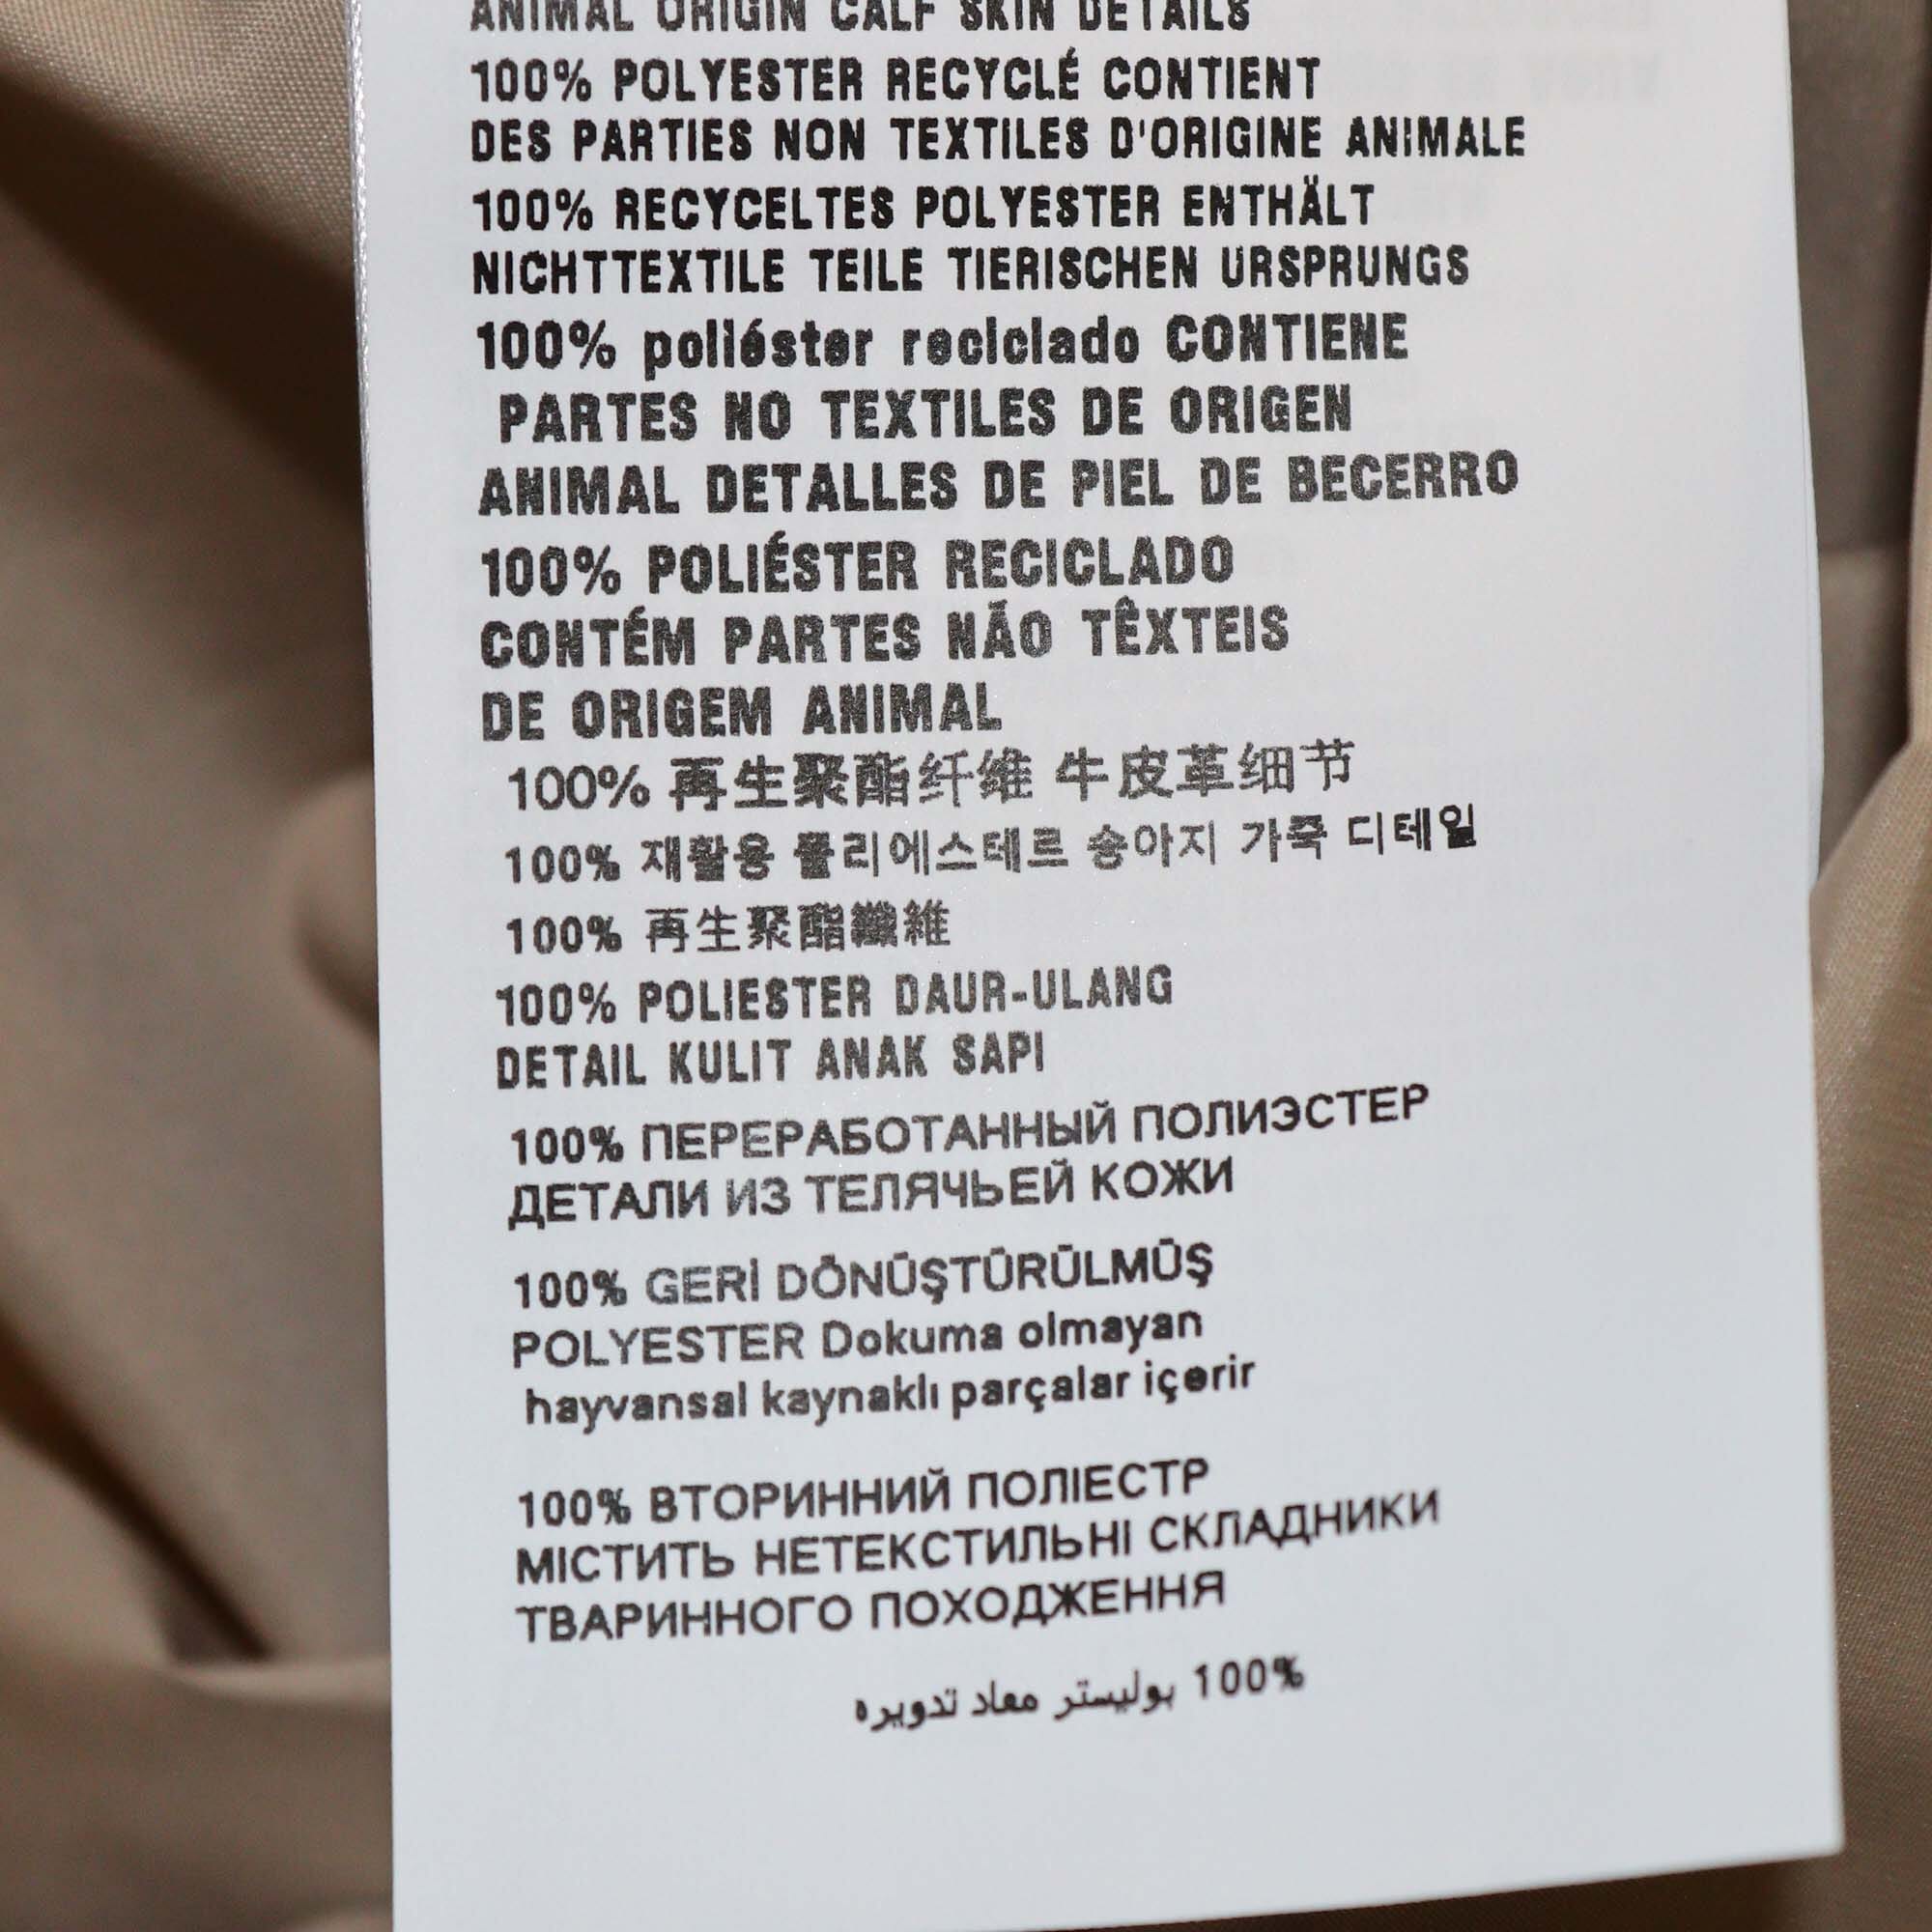 ANIMAL ORIGIN CALF SKIN DETAILS
100% POLYESTER RECYCLÉ CONTIENT
DES PARTIES NON TEXTILES D'ORIGINE ANIMALE
100% RECYCELTES POLYESTER ENTHÄLT
NICHTTEXTILE TEILE TIERISCHEN URSPRUNGS
100% poliéster reciclado CONTIENE
PARTES NO TEXTILES DE ORIGEN
ANIMAL DETALLES DE PIEL DE BECERRO
100% POLIÉSTER RECICLADO
CONTÉM PARTES NÃO TÊXTEIS
DE ORIGEM ANIMAL
100% 再生聚酯纤维 牛皮革细节
100% 재활용 폴리에스테르 송아지 가죽 디테일
100% 再生聚酯纖維
100% POLIESTER DAUR-ULANG
DETAIL KULIT ANAK SAPI
100% ПЕРЕРАБОТАННЫЙ ПОЛИЭСТЕР
ДЕТАЛИ ИЗ ТЕЛЯЧЬЕЙ КОЖИ
100% GERİ DÖNÜŞTÜRÜLMÜŞ
POLYESTER Dokuma olmayan
hayvansal kaynaklı parçalar içerir
100% ВТОРИННИЙ ПОЛІЕСТР
МІСТИТЬ НЕТЕКСТИЛЬНІ СКЛАДНИКИ
ТВАРИННОГО ПОХОДЖЕННЯ
100% بوليستر معاد تدويره